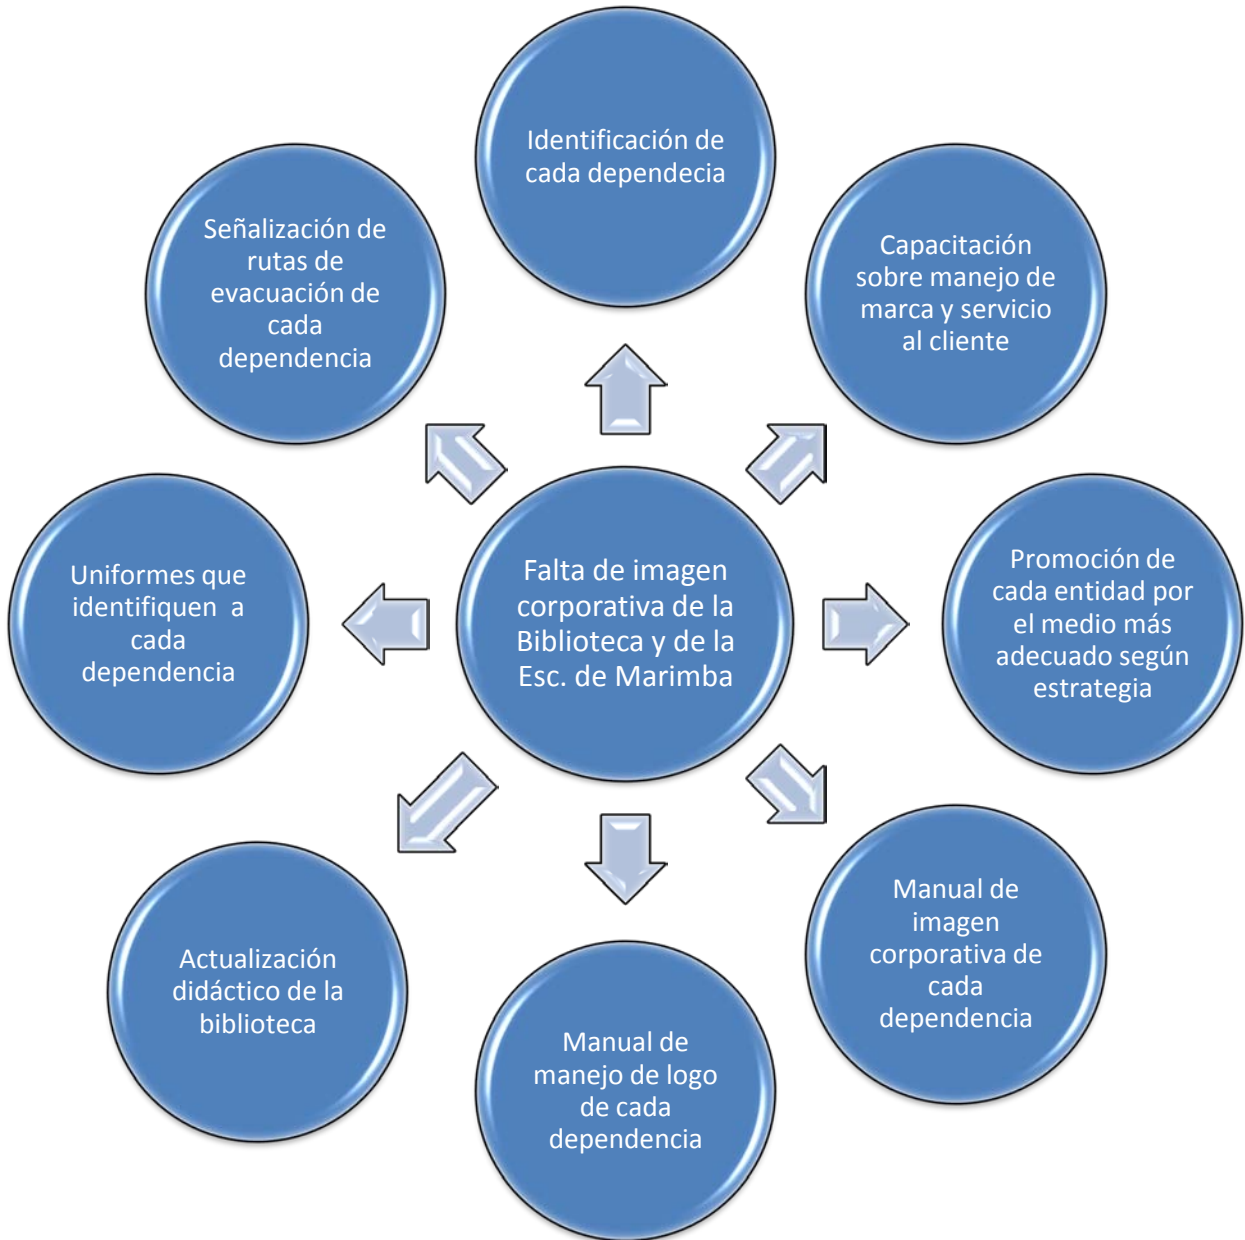 Identificación de
cada dependecia
Capacitación
sobre manejo de
marca y servicio
al cliente
Promoción de
cada entidad por
el medio más
adecuado según
estrategia
Manual de
imagen
corporativa de
cada
dependencia
Manual de
manejo de logo
de cada
dependencia
Actualización
didáctico de la
biblioteca
Uniformes que
identifiquen  a
cada
dependencia
Señalización de
rutas de
evacuación de
cada
dependencia
Falta de imagen
corporativa de la
Biblioteca y de la
Esc. de Marimba